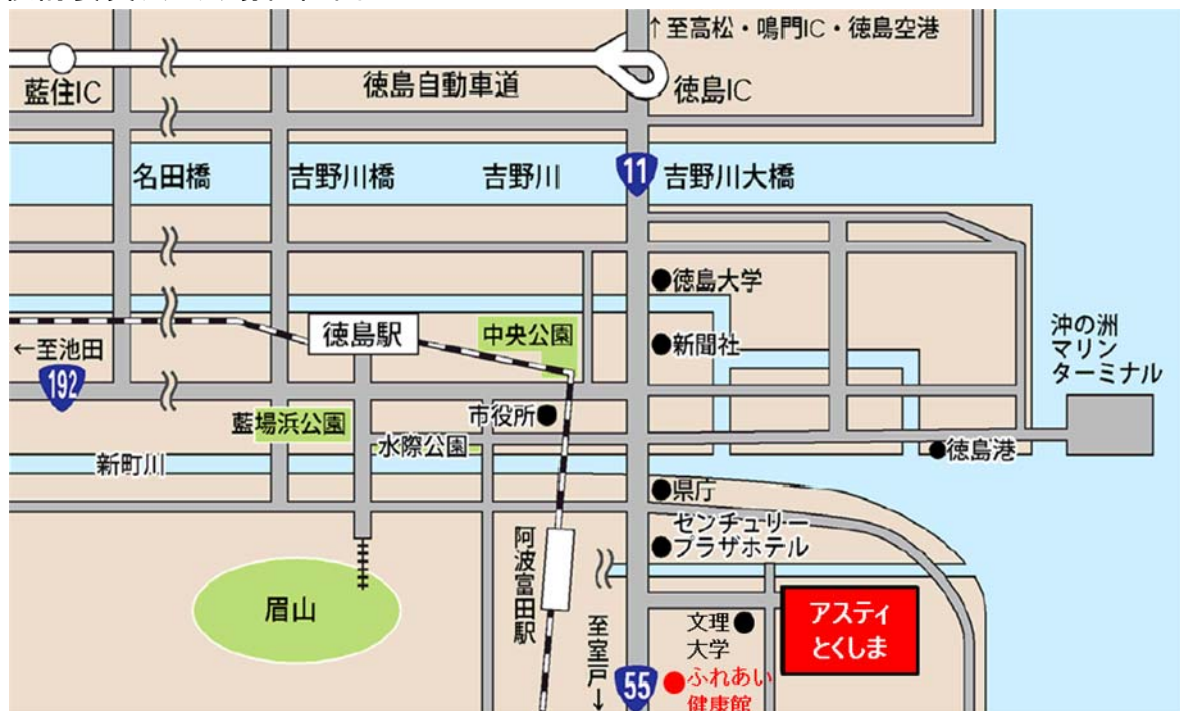 ↑至高松・鳴門IC・徳島空港
藍住IC
徳島自動車道
徳島IC
名田橋
吉野川橋
吉野川
11
吉野川大橋
徳島大学
徳島駅
中央公園
新聞社
沖の洲
マリン
ターミナル
←至池田
192
藍場浜公園
市役所
水際公園
徳島港
新町川
県庁
センチュリー
プラザホテル
阿波富田駅
眉山
アスティ
とくしま
文理
大学
至室戸↓
55
ふれあい
健康館